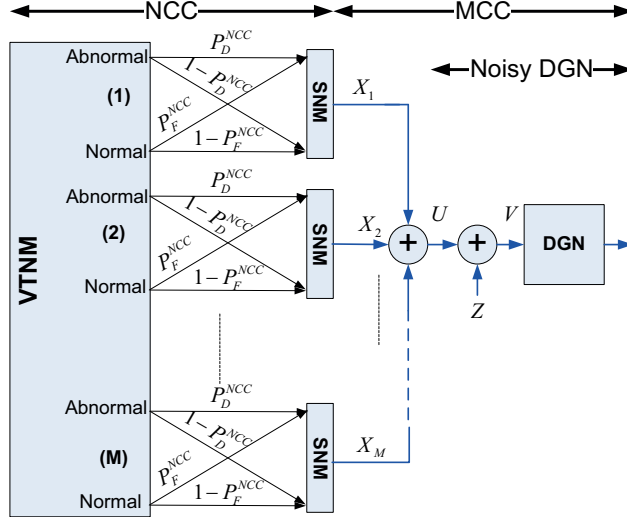 NCC
MCC
Noisy DGN
VTNM
Abnormal
(1)
Normal
P_D^{NCC}
1-P_D^{NCC}
P_F^{NCC}
1-P_F^{NCC}
SNM
X_1
Abnormal
(2)
Normal
P_D^{NCC}
1-P_D^{NCC}
P_F^{NCC}
1-P_F^{NCC}
SNM
X_2
+
U
+
V
DGN
Z
Abnormal
(M)
Normal
P_D^{NCC}
1-P_D^{NCC}
P_F^{NCC}
1-P_F^{NCC}
SNM
X_M